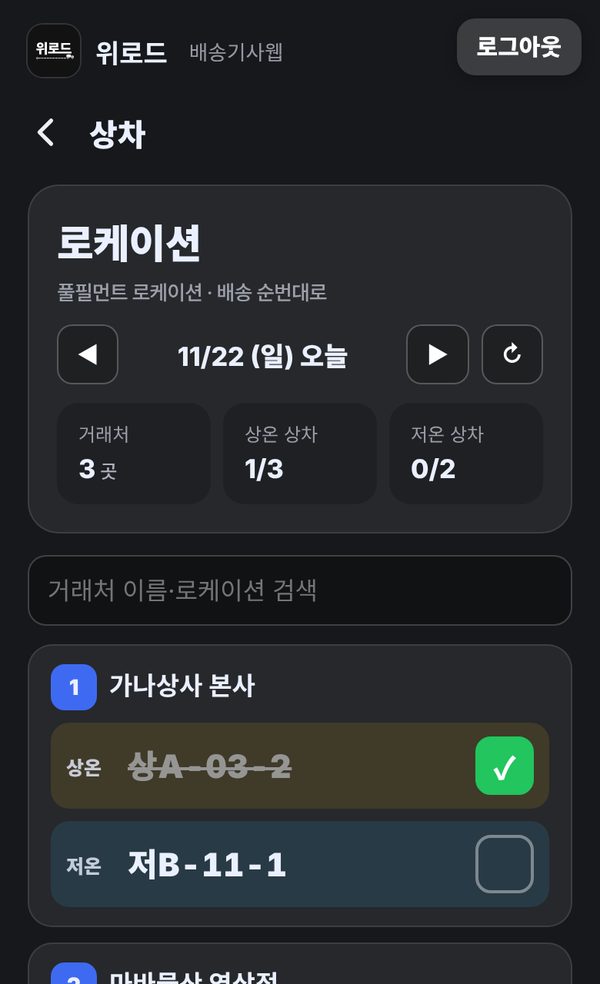 위로드
위로드 배송기사웹 로그아웃
상차
로케이션
풀필먼트 로케이션 · 배송 순번대로
◀ 11/22 (일) 오늘 ▶ ↻
거래처 상온 상차 저온 상차
3 곳 1/3 0/2
거래처 이름·로케이션 검색
1 가나상사 본사
상온 상A-03-2 ✓
저온 저B-11-1